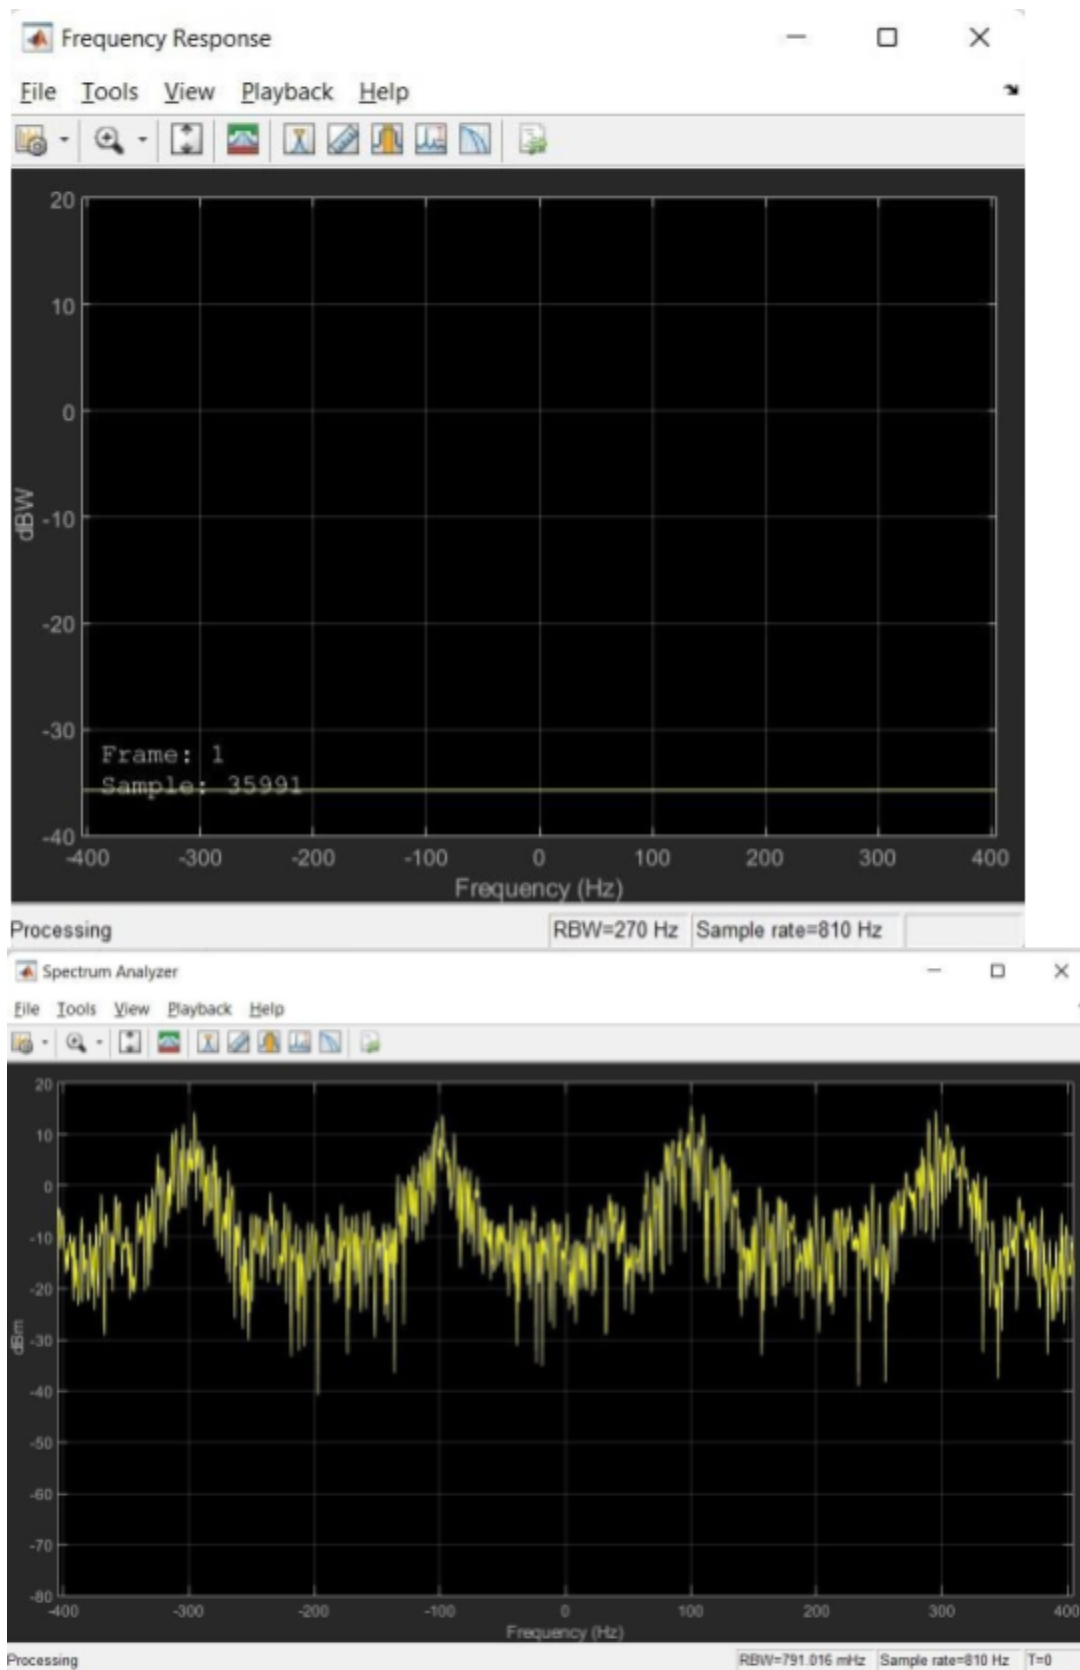 Frequency Response
File Tools View Playback Help
20
10
0
-10
-20
-30
-40
dBW
Frame: 1
Sample: 35991
-400 -300 -200 -100 0 100 200 300 400
Frequency (Hz)
Processing RBW=270 Hz Sample rate=810 Hz
Spectrum Analyzer
File Tools View Playback Help
20
10
0
-10
-20
-30
-40
-50
-60
-70
-80
dBm
-400 -300 -200 -100 0 100 200 300 400
Frequency (Hz)
Processing RBW=791.016 mHz Sample rate=810 Hz T=0